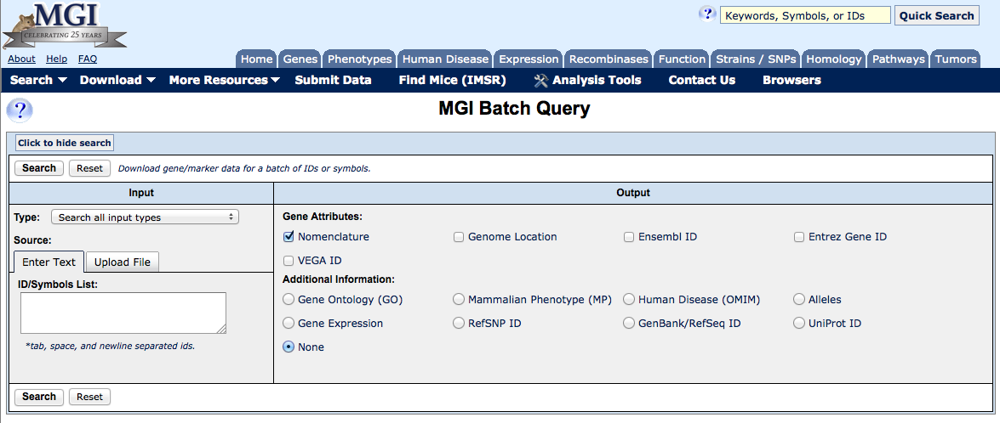 MGI
CELEBRATING 25 YEARS
? Keywords, Symbols, or IDs Quick Search
About Help FAQ
Home Genes Phenotypes Human Disease Expression Recombinases Function Strains / SNPs Homology Pathways Tumors
Search Download More Resources Submit Data Find Mice (IMSR) Analysis Tools Contact Us Browsers
? MGI Batch Query
Click to hide search
Search Reset Download gene/marker data for a batch of IDs or symbols.
Input Output
Type: Search all input types
Source:
Enter Text Upload File
ID/Symbols List:
*tab, space, and newline separated ids.
Gene Attributes:
Nomenclature Genome Location Ensembl ID Entrez Gene ID
VEGA ID
Additional Information:
Gene Ontology (GO) Mammalian Phenotype (MP) Human Disease (OMIM) Alleles
Gene Expression RefSNP ID GenBank/RefSeq ID UniProt ID
None
Search Reset